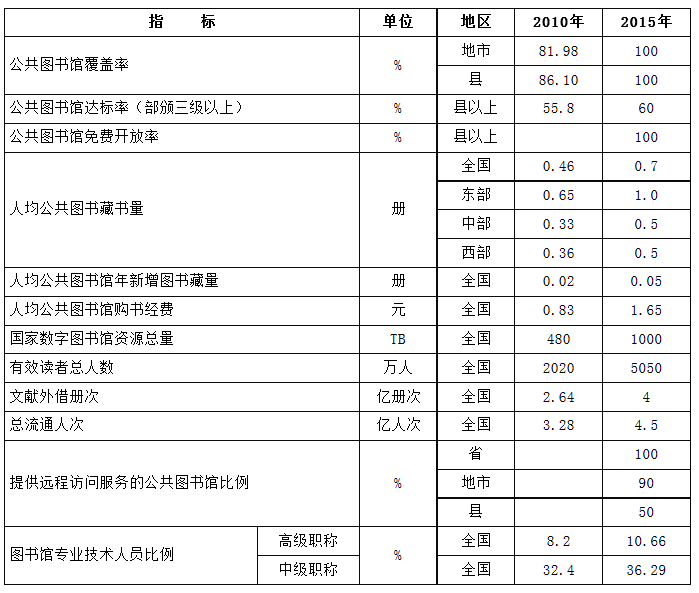 指 标 单位 地区 2010年 2015年
公共图书馆覆盖率 % 地市 81.98 100
县 86.10 100
公共图书馆达标率（部颁三级以上） % 县以上 55.8 60
公共图书馆免费开放率 % 县以上 100
人均公共图书藏书量 册 全国 0.46 0.7
东部 0.65 1.0
中部 0.33 0.5
西部 0.36 0.5
人均公共图书馆年新增图书藏量 册 全国 0.02 0.05
人均公共图书馆购书经费 元 全国 0.83 1.65
国家数字图书馆资源总量 TB 全国 480 1000
有效读者总人数 万人 全国 2020 5050
文献外借册次 亿册次 全国 2.64 4
总流通人次 亿人次 全国 3.28 4.5
提供远程访问服务的公共图书馆比例 % 省 100
地市 90
县 50
图书馆专业技术人员比例 高级职称 % 全国 8.2 10.66
中级职称 全国 32.4 36.29